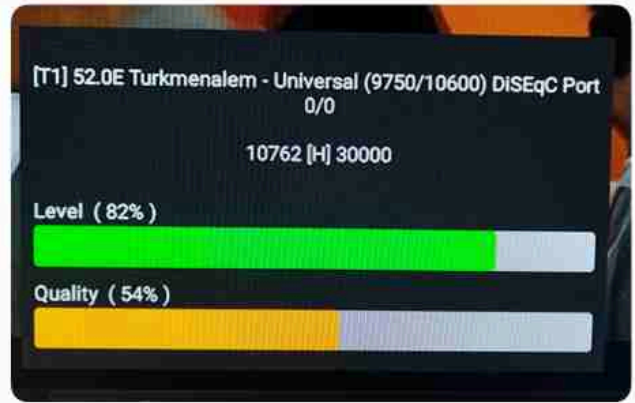 [T1] 52.0E Turkmenalem - Universal (9750/10600) DiSEqC Port
0/0
10762 [H] 30000
Level ( 82% )
Quality ( 54% )